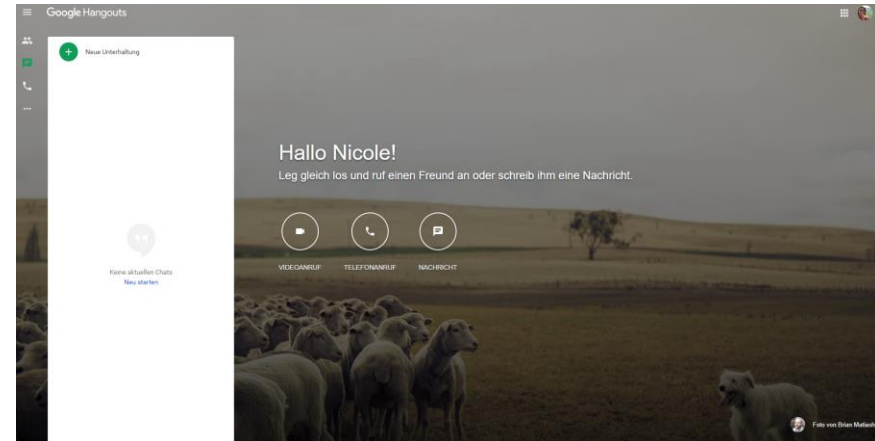 Google Hangouts
Neue Unterhaltung
Hallo Nicole!
Leg gleich los und ruf einen Freund an oder schreib ihm eine Nachricht.
VIDEOANRUF TELEFONANRUF NACHRICHT
Keine aktuellen Chats
Neu starten
Foto von Brian Matiash